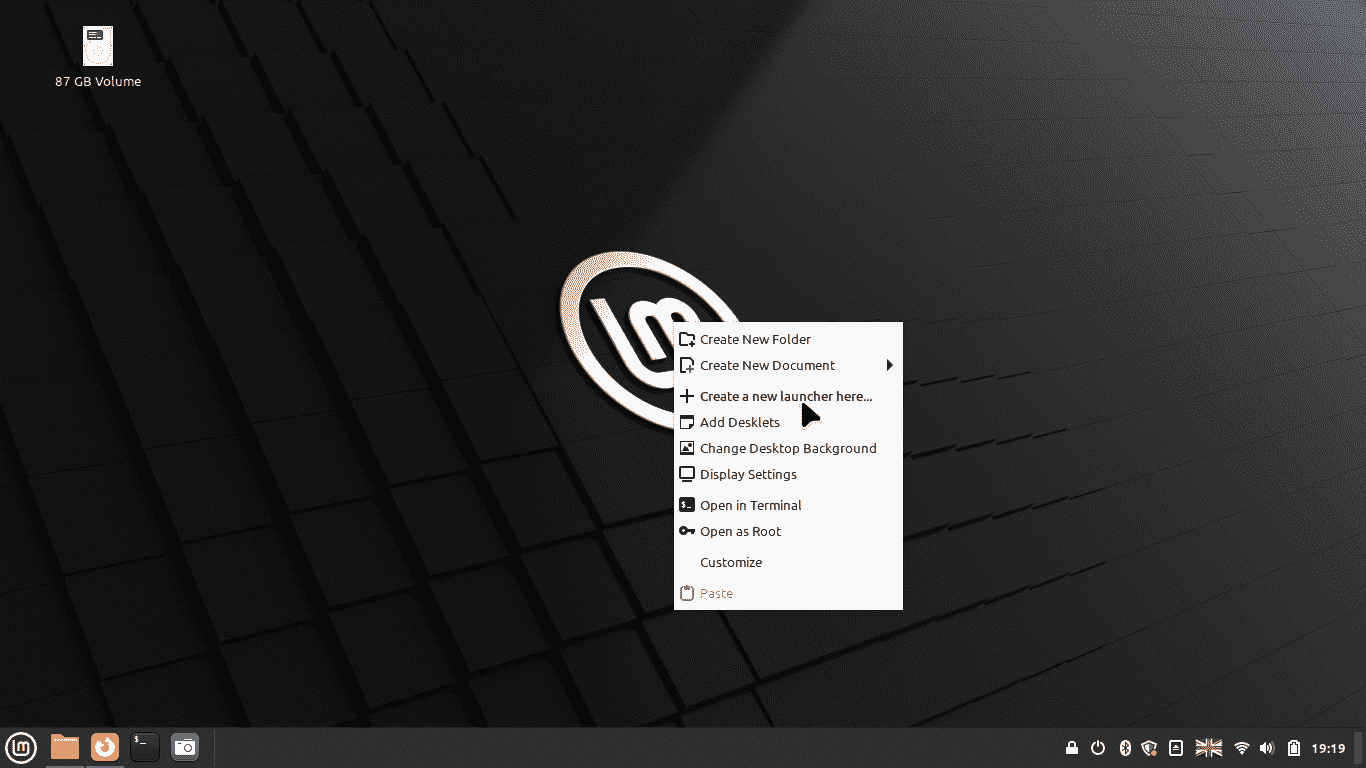 87 GB Volume
Create New Folder
Create New Document
Create a new launcher here...
Add Desklets
Change Desktop Background
Display Settings
Open in Terminal
Open as Root
Customize
Paste
19:19